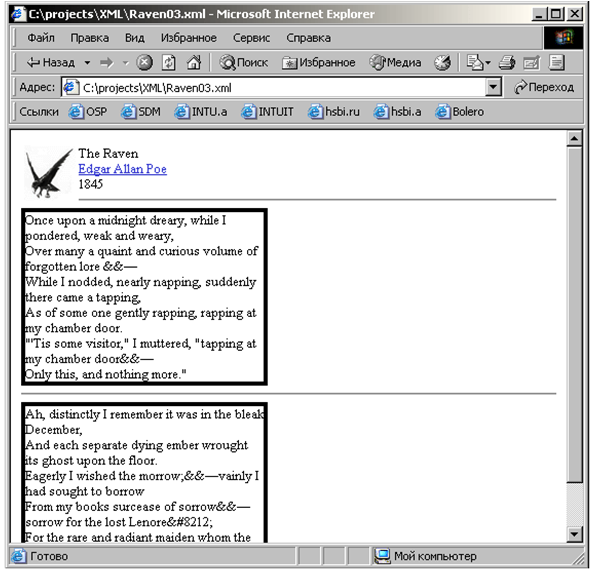 C:\projects\XML\Raven03.xml - Microsoft Internet Explorer
Файл Правка Вид Избранное Сервис Справка
Назад Поиск Избранное Медиа
Адрес: C:\projects\XML\Raven03.xml Переход
Ссылки OSP SDM INTU.a INTUIT hsbi.ru hsbi.a Bolero
The Raven
Edgar Allan Poe
1845
Once upon a midnight dreary, while I
pondered, weak and weary,
Over many a quaint and curious volume of
forgotten lore &&—
While I nodded, nearly napping, suddenly
there came a tapping,
As of some one gently rapping, rapping at
my chamber door.
"'Tis some visitor," I muttered, "tapping at
my chamber door&&—
Only this, and nothing more."
Ah, distinctly I remember it was in the bleak
December,
And each separate dying ember wrought
its ghost upon the floor.
Eagerly I wished the morrow;&&—vainly I
had sought to borrow
From my books surcease of sorrow&&—
sorrow for the lost Lenore&#8212;
For the rare and radiant maiden whom the
Готово Мой компьютер